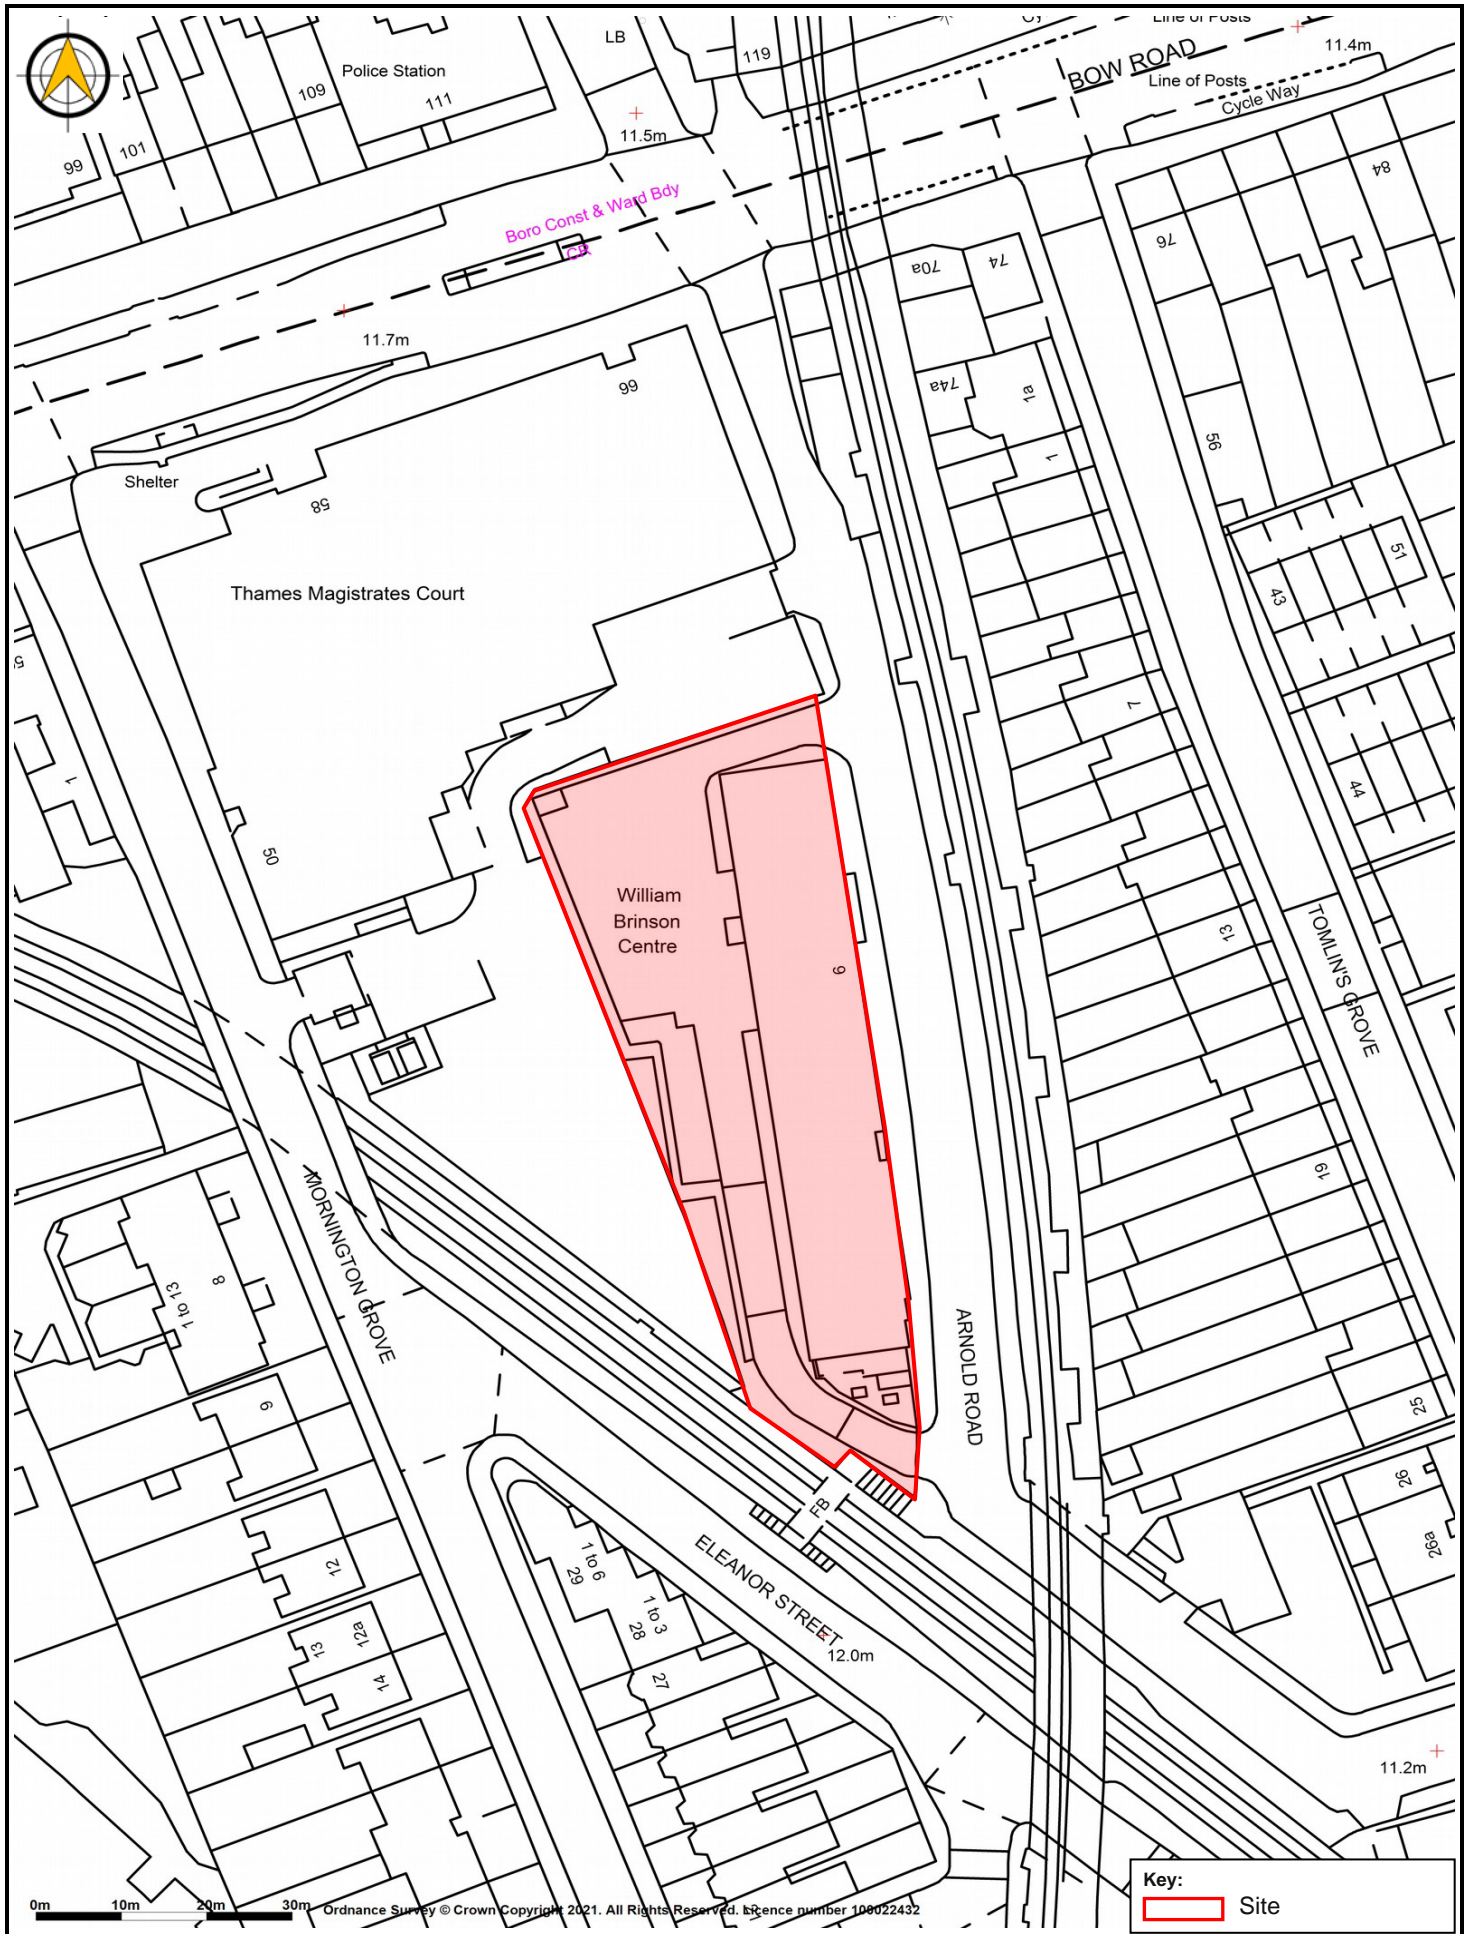 Line of Posts
11.4m
BOW ROAD
Line of Posts
Cycle Way
LB
119
Police Station
109
111
99
101
11.5m
84
Boro Const & Ward Bdy
CR
76
70a
74
11.7m
66
74a
1a
56
1
Shelter
58
51
43
Thames Magistrates Court
7
1
44
50
William
Brinson
Centre
9
13
TOMLIN'S GROVE
19
MORNINGTON GROVE
8
1 to 13
ARNOLD ROAD
9
25
26
26a
FB
ELEANOR STREET
12.0m
1 to 6
29
1 to 3
28
27
12
12a
13
14
11.2m
Key:
Site
0m
10m
20m
30m
Ordnance Survey © Crown Copyright 2021. All Rights Reserved. Licence number 100022432